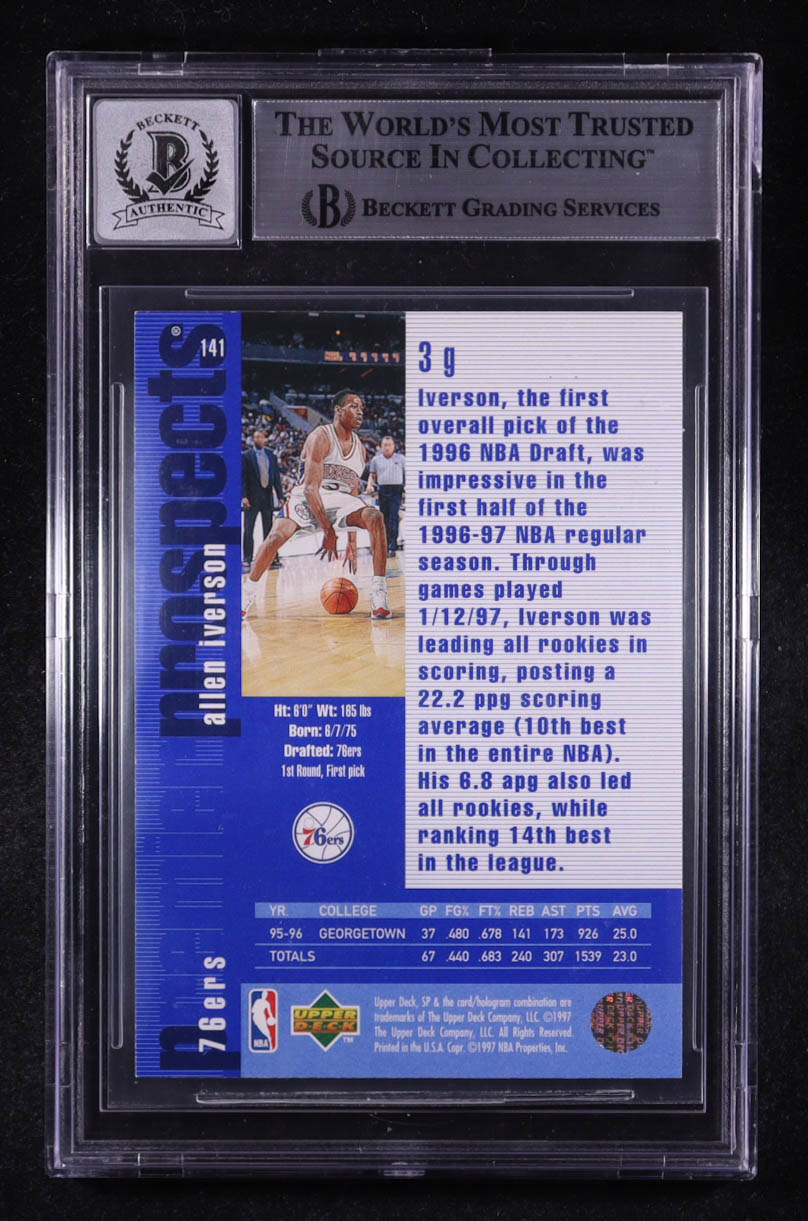 BECKETT
B
AUTHENTIC
THE WORLD'S MOST TRUSTED
SOURCE IN COLLECTING™
B BECKETT GRADING SERVICES
prospects®
premier
141
allen iverson
76ers
3 g
Iverson, the first
overall pick of the
1996 NBA Draft, was
impressive in the
first half of the
1996-97 NBA regular
season. Through
games played
1/12/97, Iverson was
leading all rookies in
scoring, posting a
22.2 ppg scoring
average (10th best
in the entire NBA).
His 6.8 apg also led
all rookies, while
ranking 14th best
in the league.
Ht: 6'0" Wt: 165 lbs
Born: 6/7/75
Drafted: 76ers
1st Round, First pick
76ers
YR. COLLEGE GP FG% FT% REB AST PTS AVG
95-96 GEORGETOWN 37 .480 .678 141 173 926 25.0
TOTALS 67 .440 .683 240 307 1539 23.0
NBA
UPPER
DECK
™
Upper Deck, SP & the card/hologram combination are
trademarks of The Upper Deck Company, LLC. ©1997
The Upper Deck Company, LLC. All Rights Reserved.
Printed in the U.S.A. Copr. ©1997 NBA Properties, Inc.